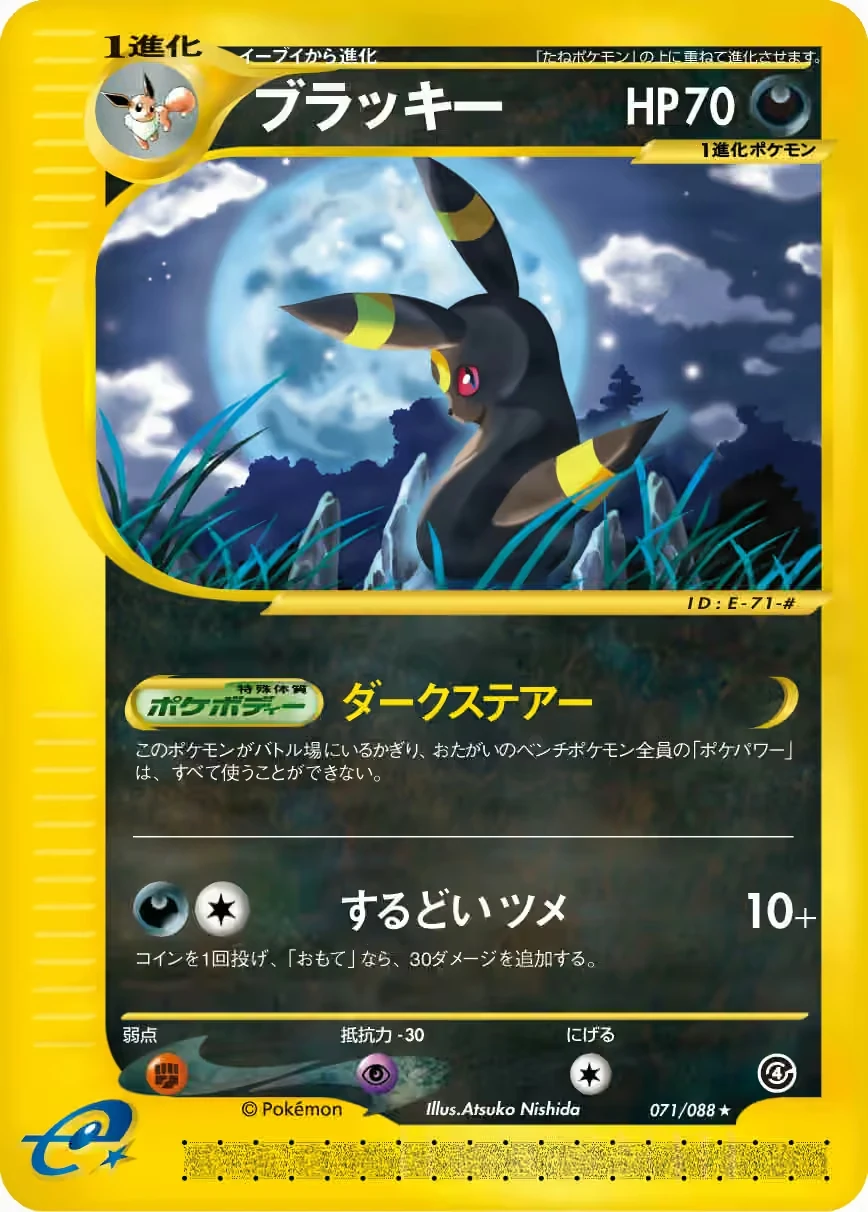 1進化
イーブイから進化
「たねポケモン」の上に重ねて進化させます。
ブラッキー HP70
1進化ポケモン
ID : E-71-#
特殊体質
ポケボディー ダークステアー
このポケモンがバトル場にいるかぎり、おたがいのベンチポケモン全員の「ポケパワー」
は、すべて使うことができない。
するどいツメ 10+
コインを1回投げ、「おもて」なら、30ダメージを追加する。
弱点 抵抗力 -30 にげる
4
© Pokémon Illus.Atsuko Nishida 071/088 ★
e